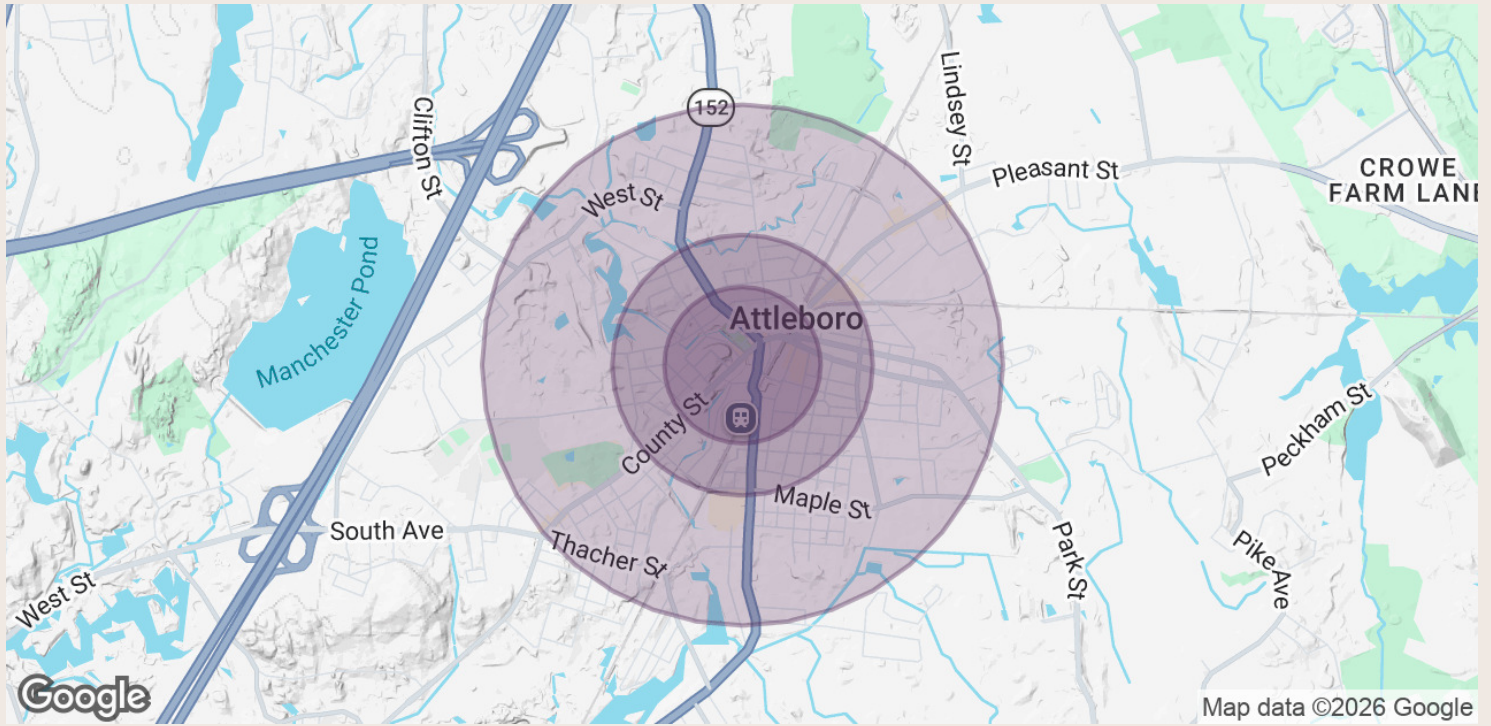 152
Clifton St
Lindsey St
Pleasant St
CROWE
FARM LANE
West St
Manchester Pond
Attleboro
County St
Peckham St
Maple St
South Ave
Thacher St
Park St
Pike Ave
West St
Google
Map data ©2026 Google